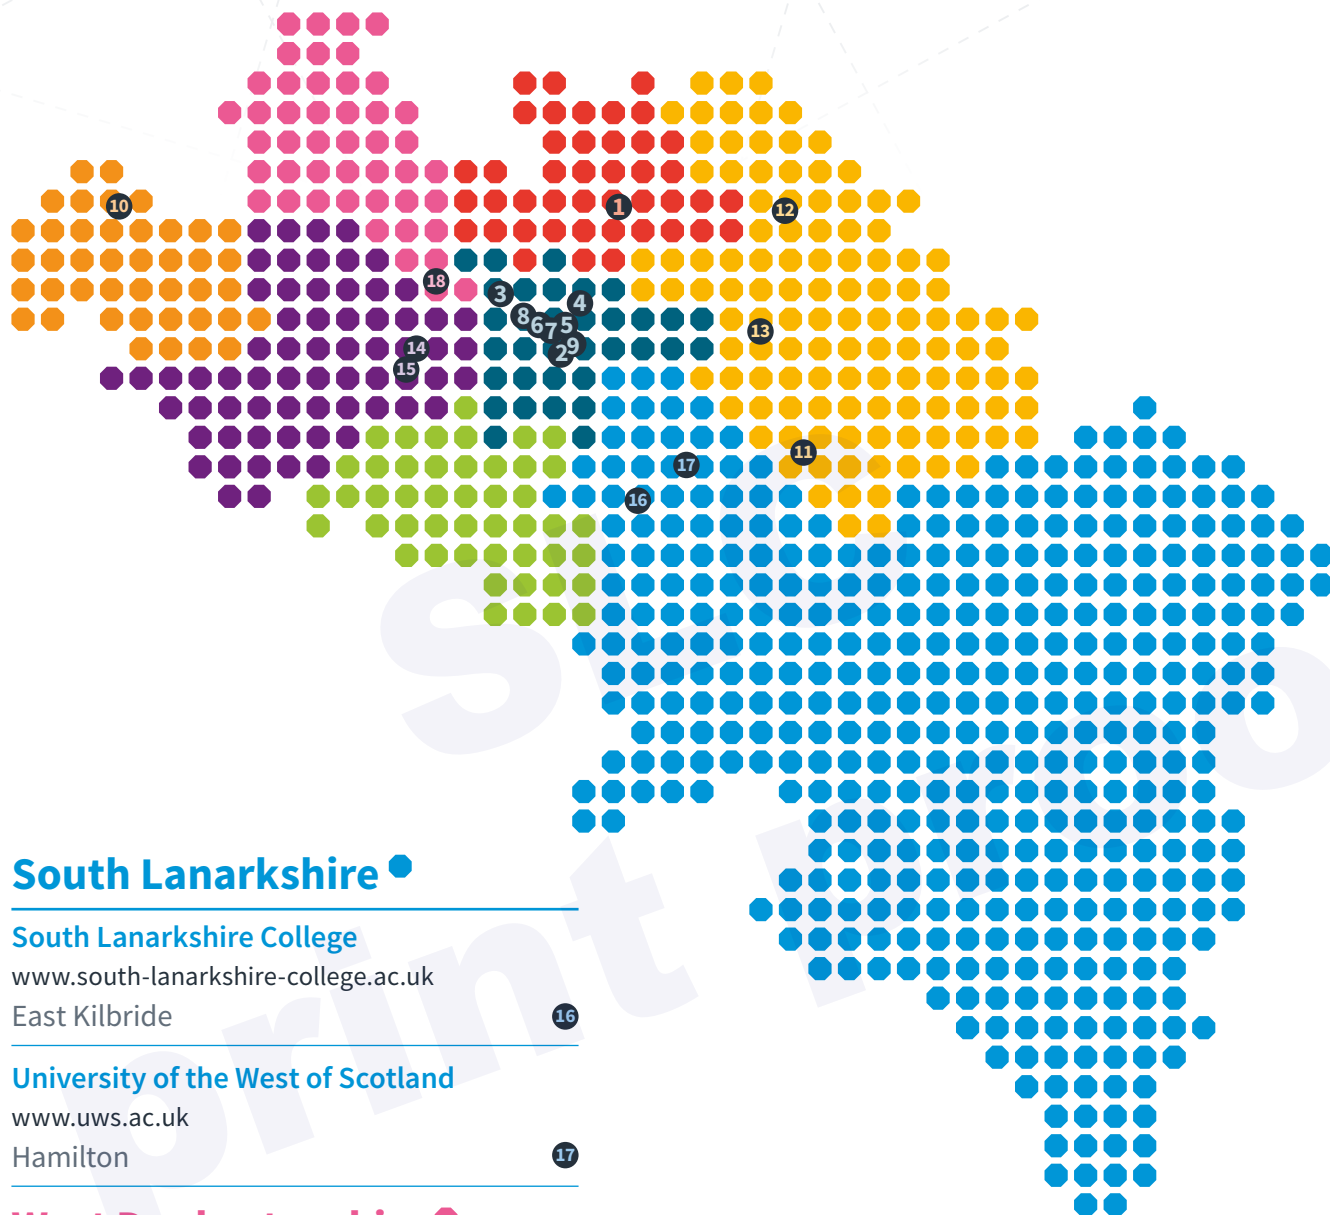 10
1
12
18
3
4
8
6
7
5
13
9
2
14
15
11
17
16
South Lanarkshire
South Lanarkshire College
www.south-lanarkshire-college.ac.uk
East Kilbride 16
University of the West of Scotland
www.uws.ac.uk
Hamilton 17